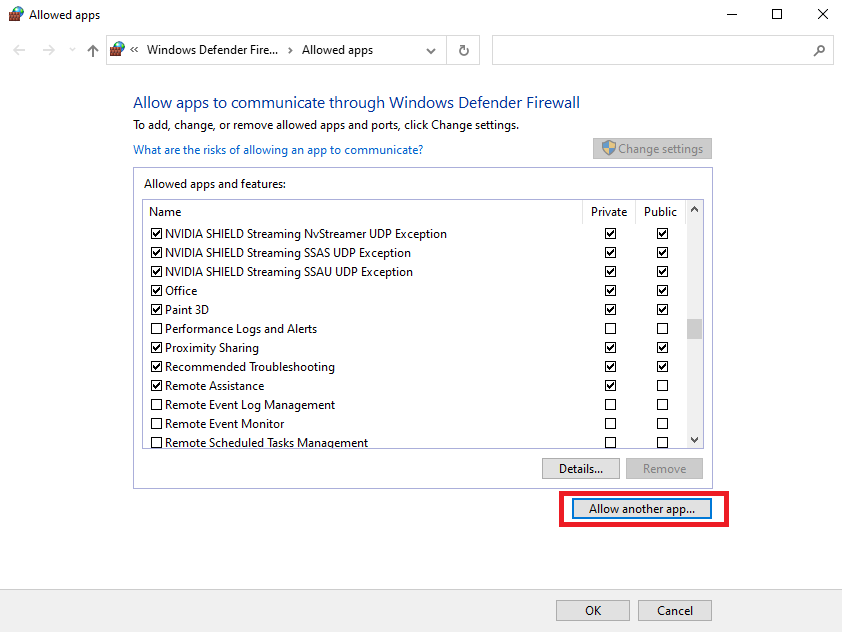 Allowed apps
« Windows Defender Fire... › Allowed apps
Allow apps to communicate through Windows Defender Firewall
To add, change, or remove allowed apps and ports, click Change settings.
What are the risks of allowing an app to communicate?
Change settings
Allowed apps and features:
Name Private Public
NVIDIA SHIELD Streaming NvStreamer UDP Exception
NVIDIA SHIELD Streaming SSAS UDP Exception
NVIDIA SHIELD Streaming SSAU UDP Exception
Office
Paint 3D
Performance Logs and Alerts
Proximity Sharing
Recommended Troubleshooting
Remote Assistance
Remote Event Log Management
Remote Event Monitor
Remote Scheduled Tasks Management
Details... Remove
Allow another app...
OK Cancel